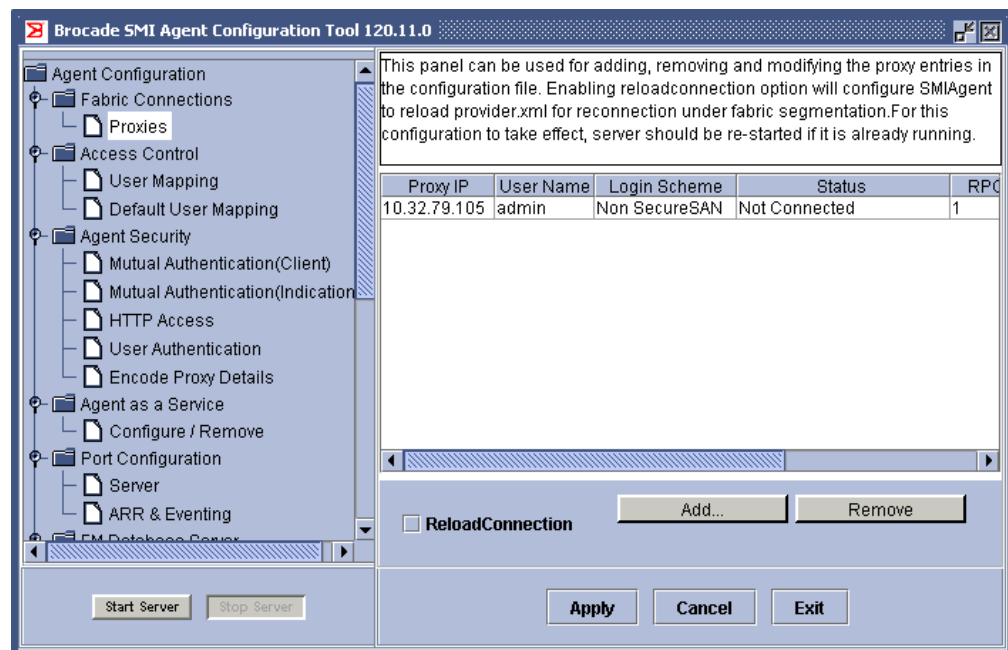 Brocade SMI Agent Configuration Tool 120.11.0
Agent Configuration
Fabric Connections
Proxies
Access Control
User Mapping
Default User Mapping
Agent Security
Mutual Authentication(Client)
Mutual Authentication(Indication
HTTP Access
User Authentication
Encode Proxy Details
Agent as a Service
Configure / Remove
Port Configuration
Server
ARR & Eventing
Start Server Stop Server
This panel can be used for adding, removing and modifying the proxy entries in
the configuration file. Enabling reloadconnection option will configure SMIAgent
to reload provider.xml for reconnection under fabric segmentation.For this
configuration to take effect, server should be re-started if it is already running.
Proxy IP User Name Login Scheme Status RPC
10.32.79.105 admin Non SecureSAN Not Connected 1
ReloadConnection Add... Remove
Apply Cancel Exit